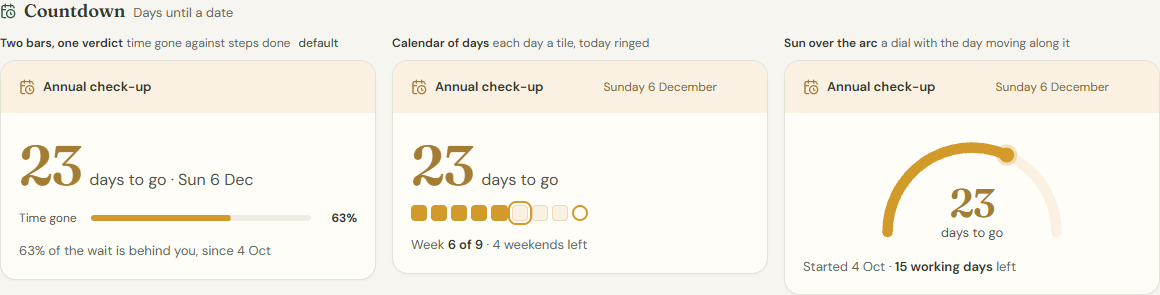 Countdown Days until a date
Two bars, one verdict time gone against steps done default
Annual check-up
23 days to go · Sun 6 Dec
Time gone 63%
63% of the wait is behind you, since 4 Oct
Calendar of days each day a tile, today ringed
Annual check-up Sunday 6 December
23 days to go
Week 6 of 9 · 4 weekends left
Sun over the arc a dial with the day moving along it
Annual check-up Sunday 6 December
23
days to go
Started 4 Oct · 15 working days left